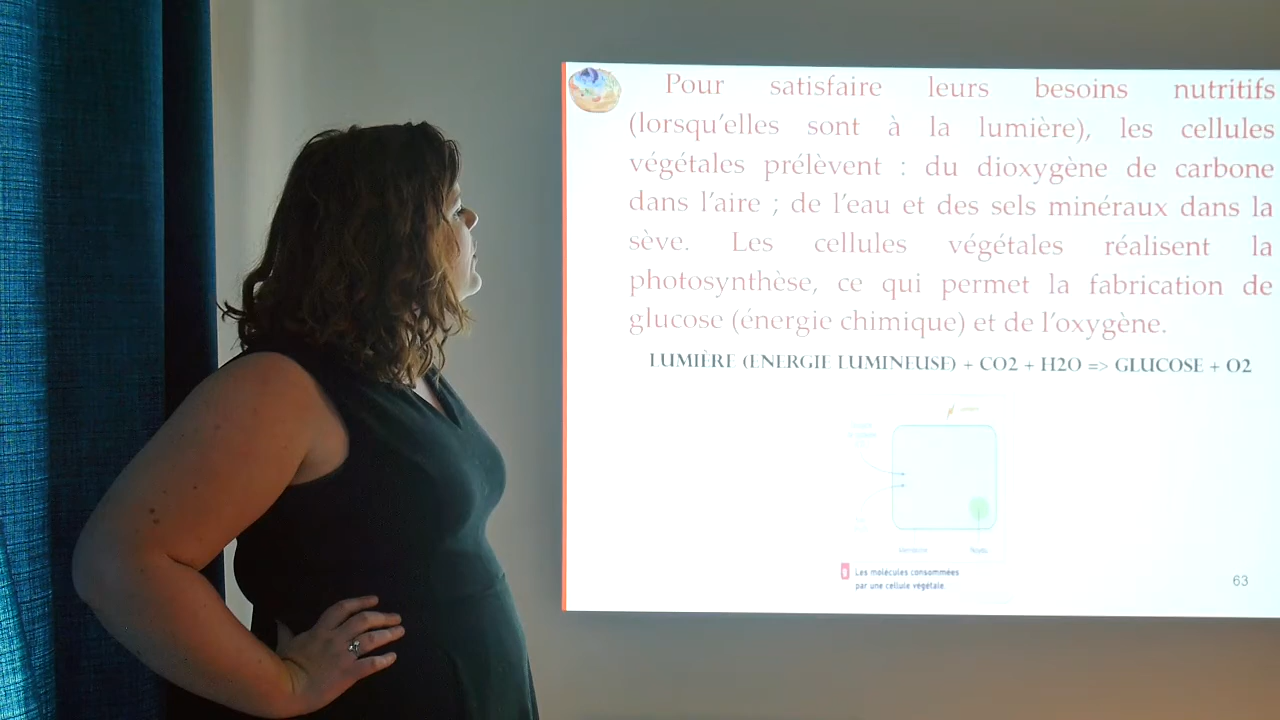 Pour satisfaire leurs besoins nutritifs
(lorsqu'elles sont à la lumière), les cellules
végétales prélèvent : du dioxygène de carbone
dans l'aire ; de l'eau et des sels minéraux dans la
sève. Les cellules végétales réalisent la
photosynthèse, ce qui permet la fabrication de
glucose (énergie chimique) et de l'oxygène.
LUMIÈRE (ENERGIE LUMINEUSE) + CO2 + H2O => GLUCOSE + O2
Les molécules consommées
par une cellule végétale.
63